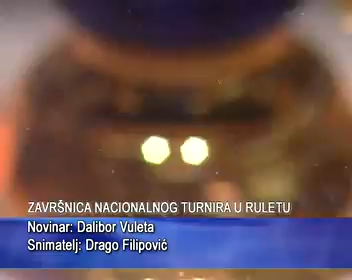 ZAVRŠNICA NACIONALNOG TURNIRA U RULETU
Novinar: Dalibor Vuleta
Snimatelj: Drago Filipović